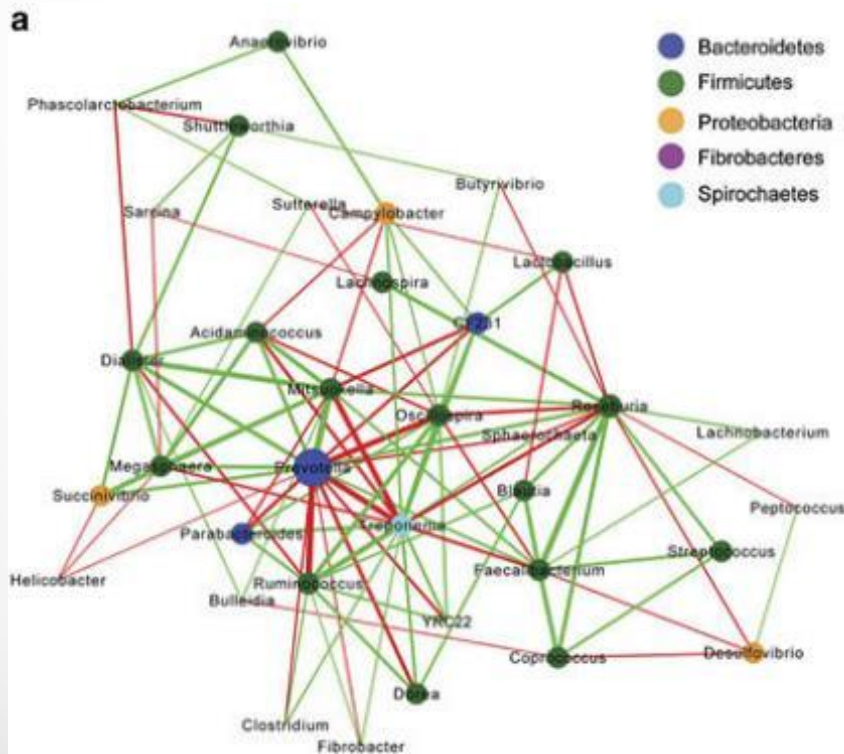 a
Anaerovibrio
Bacteroidetes
Firmicutes
Proteobacteria
Fibrobacteres
Spirochaetes
Phascolarctobacterium
Shuttleworthia
Butyrivibrio
Sarcina
Sutterella
Campylobacter
Lactobacillus
Lachnospira
CF231
Acidaminococcus
Dialister
Mitsuokella
Oscillospira
Roseburia
Sphaerochaeta
Lachnobacterium
Megasphaera
Prevotella
Succinivibrio
Blautia
Peptococcus
Parabacteroides
Treponema
Streptococcus
Helicobacter
Ruminococcus
Faecalibacterium
Bulleidia
YRC22
Coprococcus
Desulfovibrio
Dorea
Clostridium
Fibrobacter